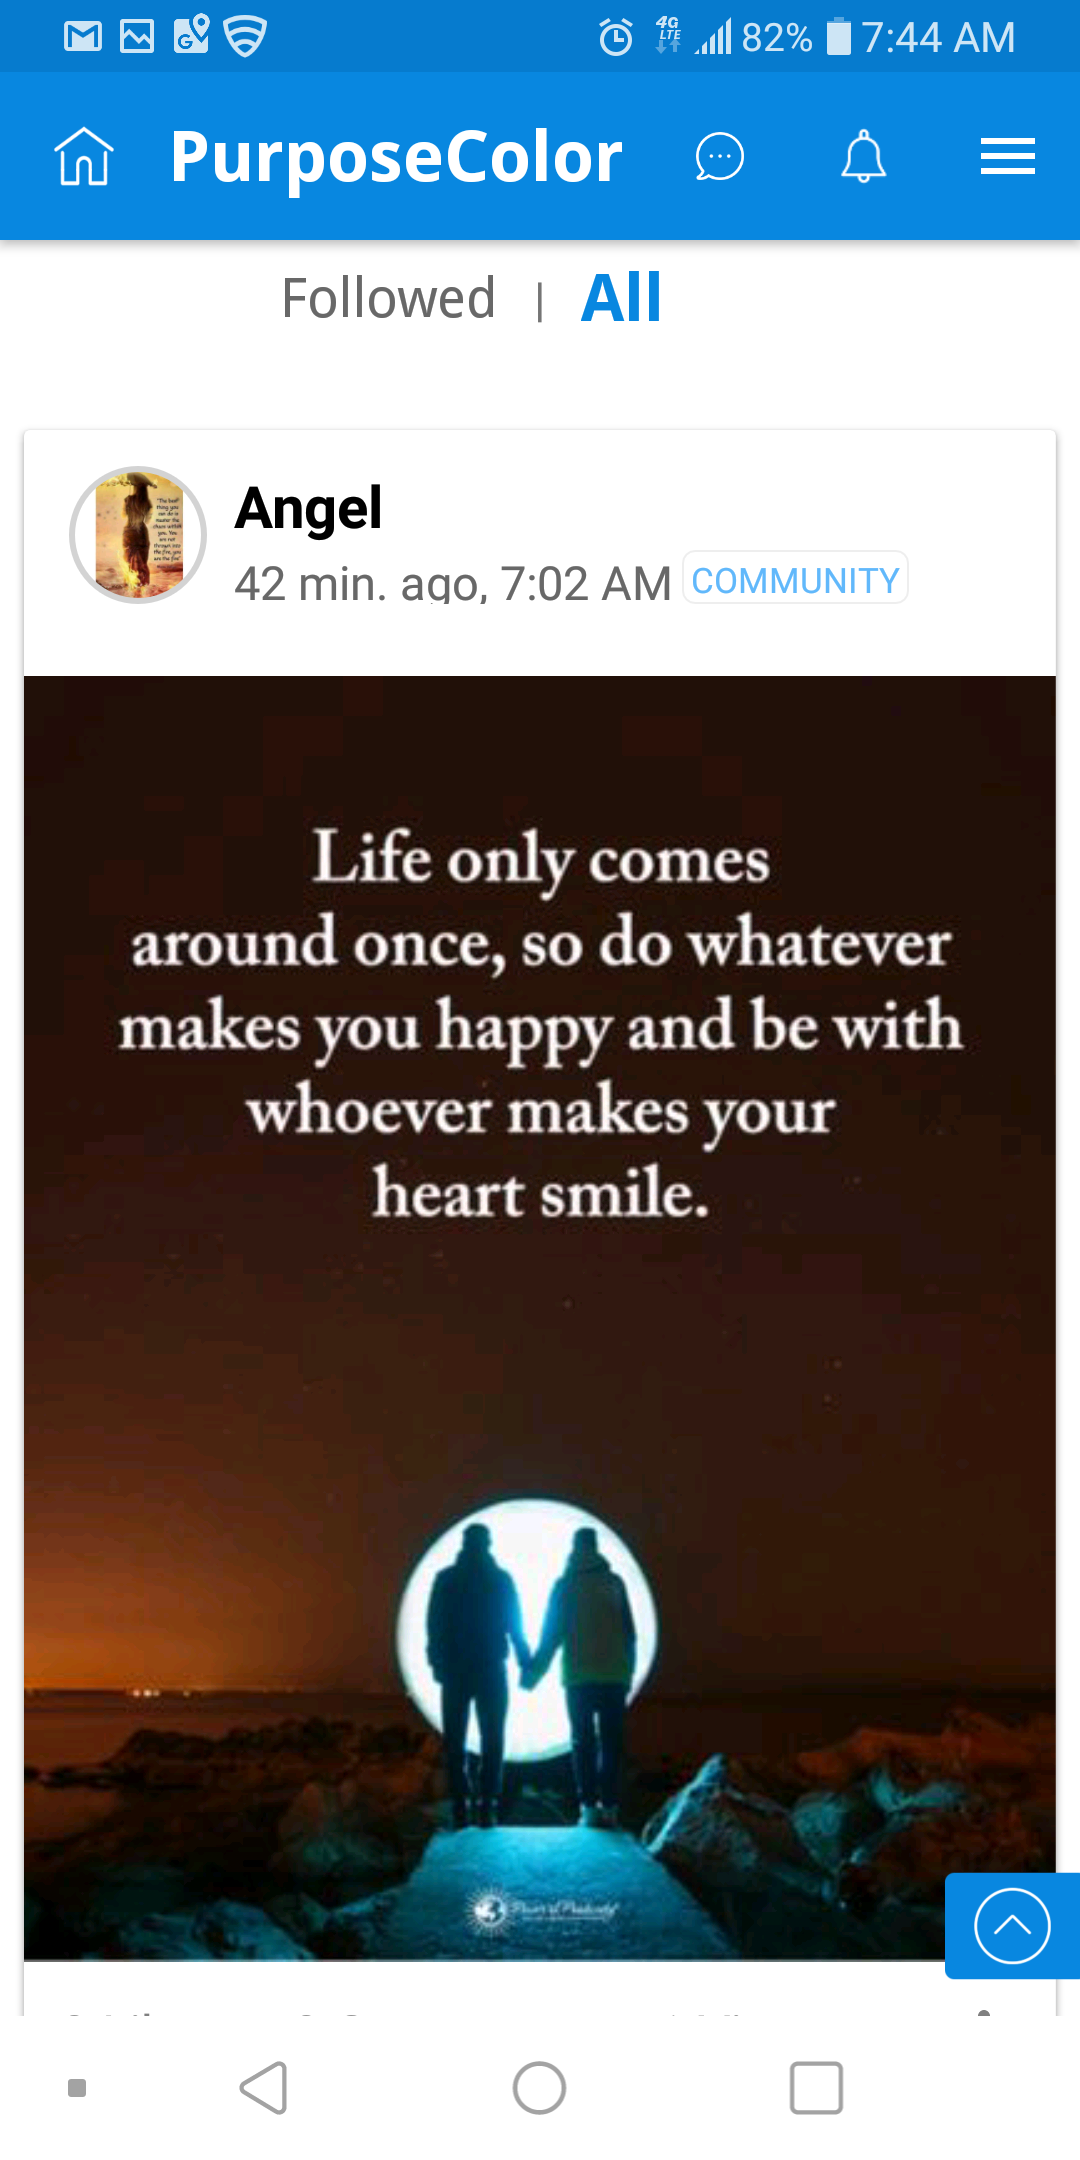 4G
LTE
82%
7:44 AM
PurposeColor
Followed | All
Angel
42 min. ago, 7:02 AM COMMUNITY
Life only comes
around once, so do whatever
makes you happy and be with
whoever makes your
heart smile.